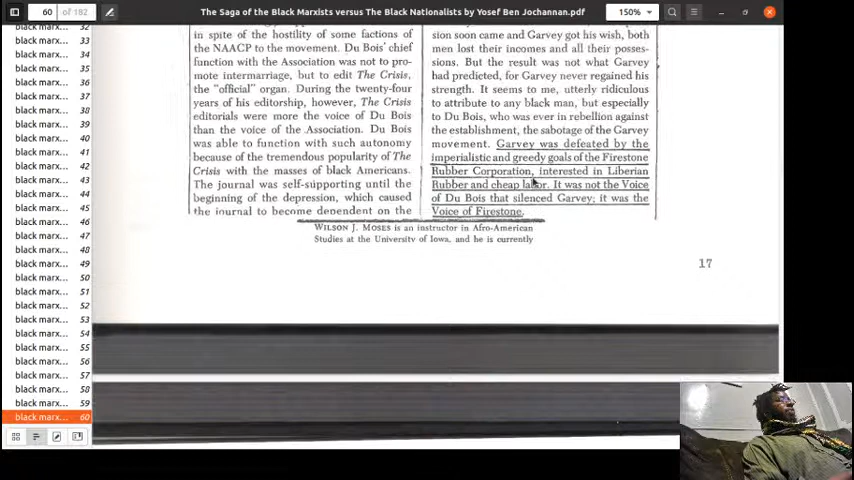 60 of 182
The Saga of the Black Marxists versus The Black Nationalists by Yosef Ben Jochannan.pdf
150%
black marx... 32
black marx... 33
black marx... 34
black marx... 35
black marx... 36
black marx... 37
black marx... 38
black marx... 39
black marx... 40
black marx... 41
black marx... 42
black marx... 43
black marx... 44
black marx... 45
black marx... 46
black marx... 47
black marx... 48
black marx... 49
black marx... 50
black marx... 51
black marx... 52
black marx... 53
black marx... 54
black marx... 55
black marx... 56
black marx... 57
black marx... 58
black marx... 59
black marx... 60
in spite of the hostility of some factions of
the NAACP to the movement. Du Bois' chief
function with the Association was not to pro-
mote intermarriage, but to edit The Crisis,
the "official" organ. During the twenty-four
years of his editorship, however, The Crisis
editorials were more the voice of Du Bois
than the voice of the Association. Du Bois
was able to function with such autonomy
because of the tremendous popularity of The
Crisis with the masses of black Americans.
The journal was self-supporting until the
beginning of the depression, which caused
the journal to become dependent on the
sion soon came and Garvey got his wish, both
men lost their incomes and all their posses-
sions. But the result was not what Garvey
had predicted, for Garvey never regained his
strength. It seems to me, utterly ridiculous
to attribute to any black man, but especially
to Du Bois, who was ever in rebellion against
the establishment, the sabotage of the Garvey
movement. Garvey was defeated by the
imperialistic and greedy goals of the Firestone
Rubber Corporation, interested in Liberian
Rubber and cheap labor. It was not the Voice
of Du Bois that silenced Garvey; it was the
Voice of Firestone.
WILSON J. MOSES is an instructor in Afro-American
Studies at the University of Iowa, and he is currently
17